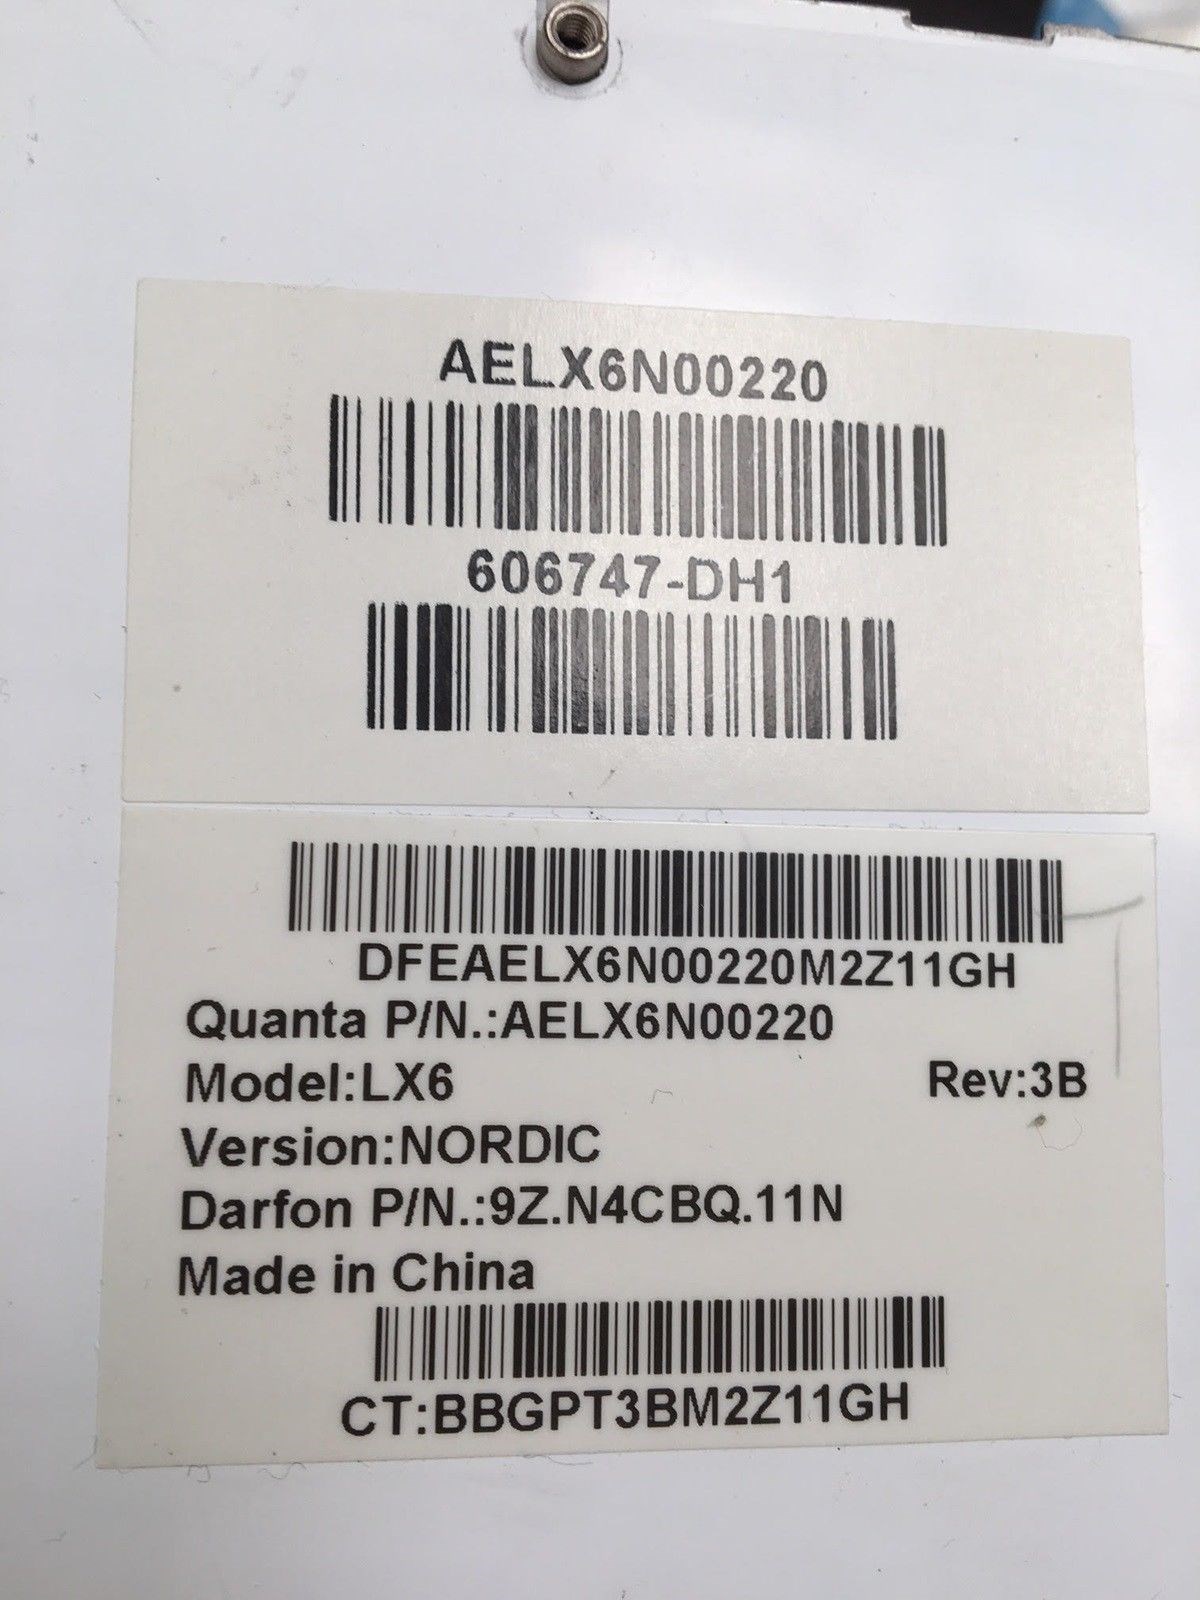 AELX6N00220
606747-DH1
DFEAELX6N00220M2Z11GH
Quanta P/N.:AELX6N00220
Model:LX6 Rev:3B
Version:NORDIC
Darfon P/N.:9Z.N4CBQ.11N
Made in China
CT:BBGPT3BM2Z11GH